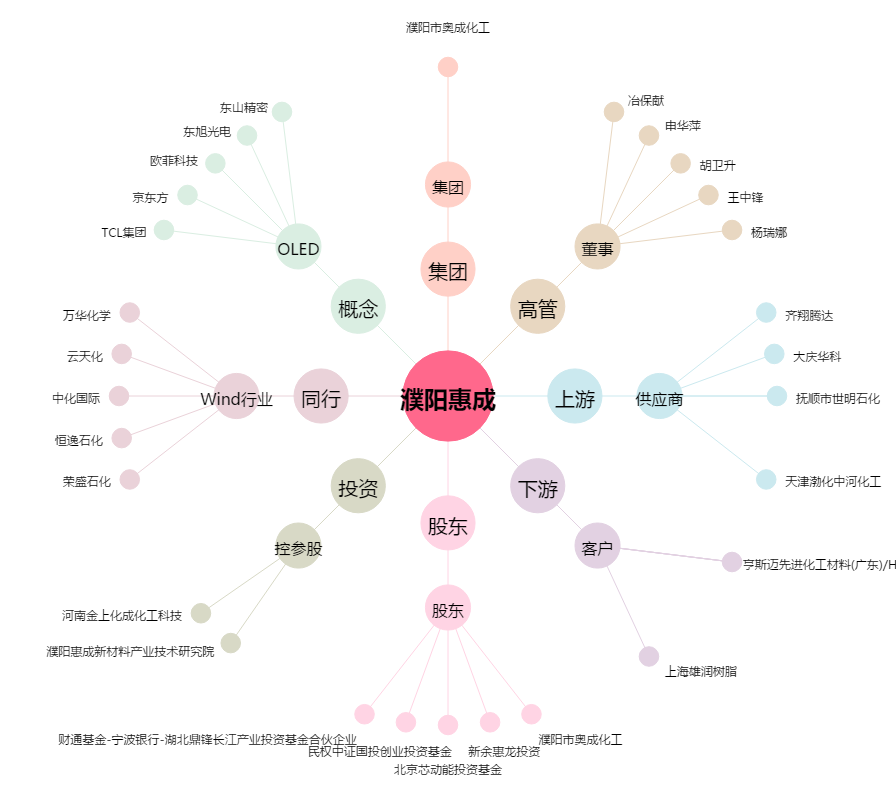 濮阳市奥成化工
东山精密
冶保献
东旭光电
申华萍
欧菲科技
胡卫升
京东方
集团
王中锋
TCL集团
杨瑞娜
OLED
董事
集团
概念
高管
万华化学
齐翔腾达
云天化
大庆华科
中化国际
Wind行业
同行
濮阳惠成
上游
供应商
抚顺市世明石化
恒逸石化
荣盛石化
天津渤化中河化工
投资
下游
股东
控参股
客户
亨斯迈先进化工材料(广东)/H
河南金上化成化工科技
股东
濮阳惠成新材料产业技术研究院
上海雄润树脂
财通基金-宁波银行-湖北鼎锋长江产业投资基金合伙企业
濮阳市奥成化工
民权中证国投创业投资基金
新余惠龙投资
北京芯动能投资基金